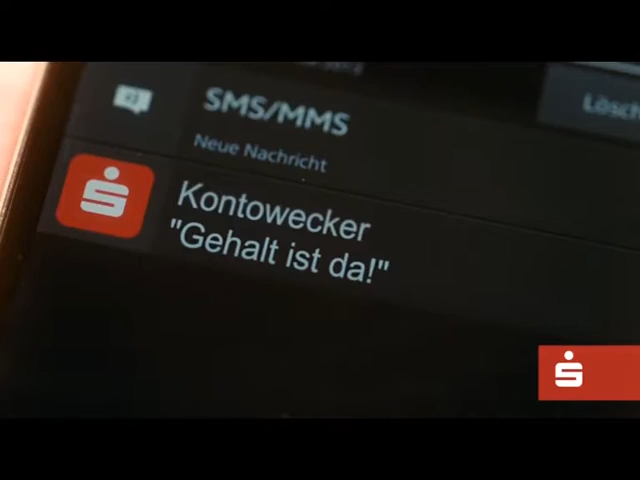 SMS/MMS
Neue Nachricht
Kontowecker
"Gehalt ist da!"